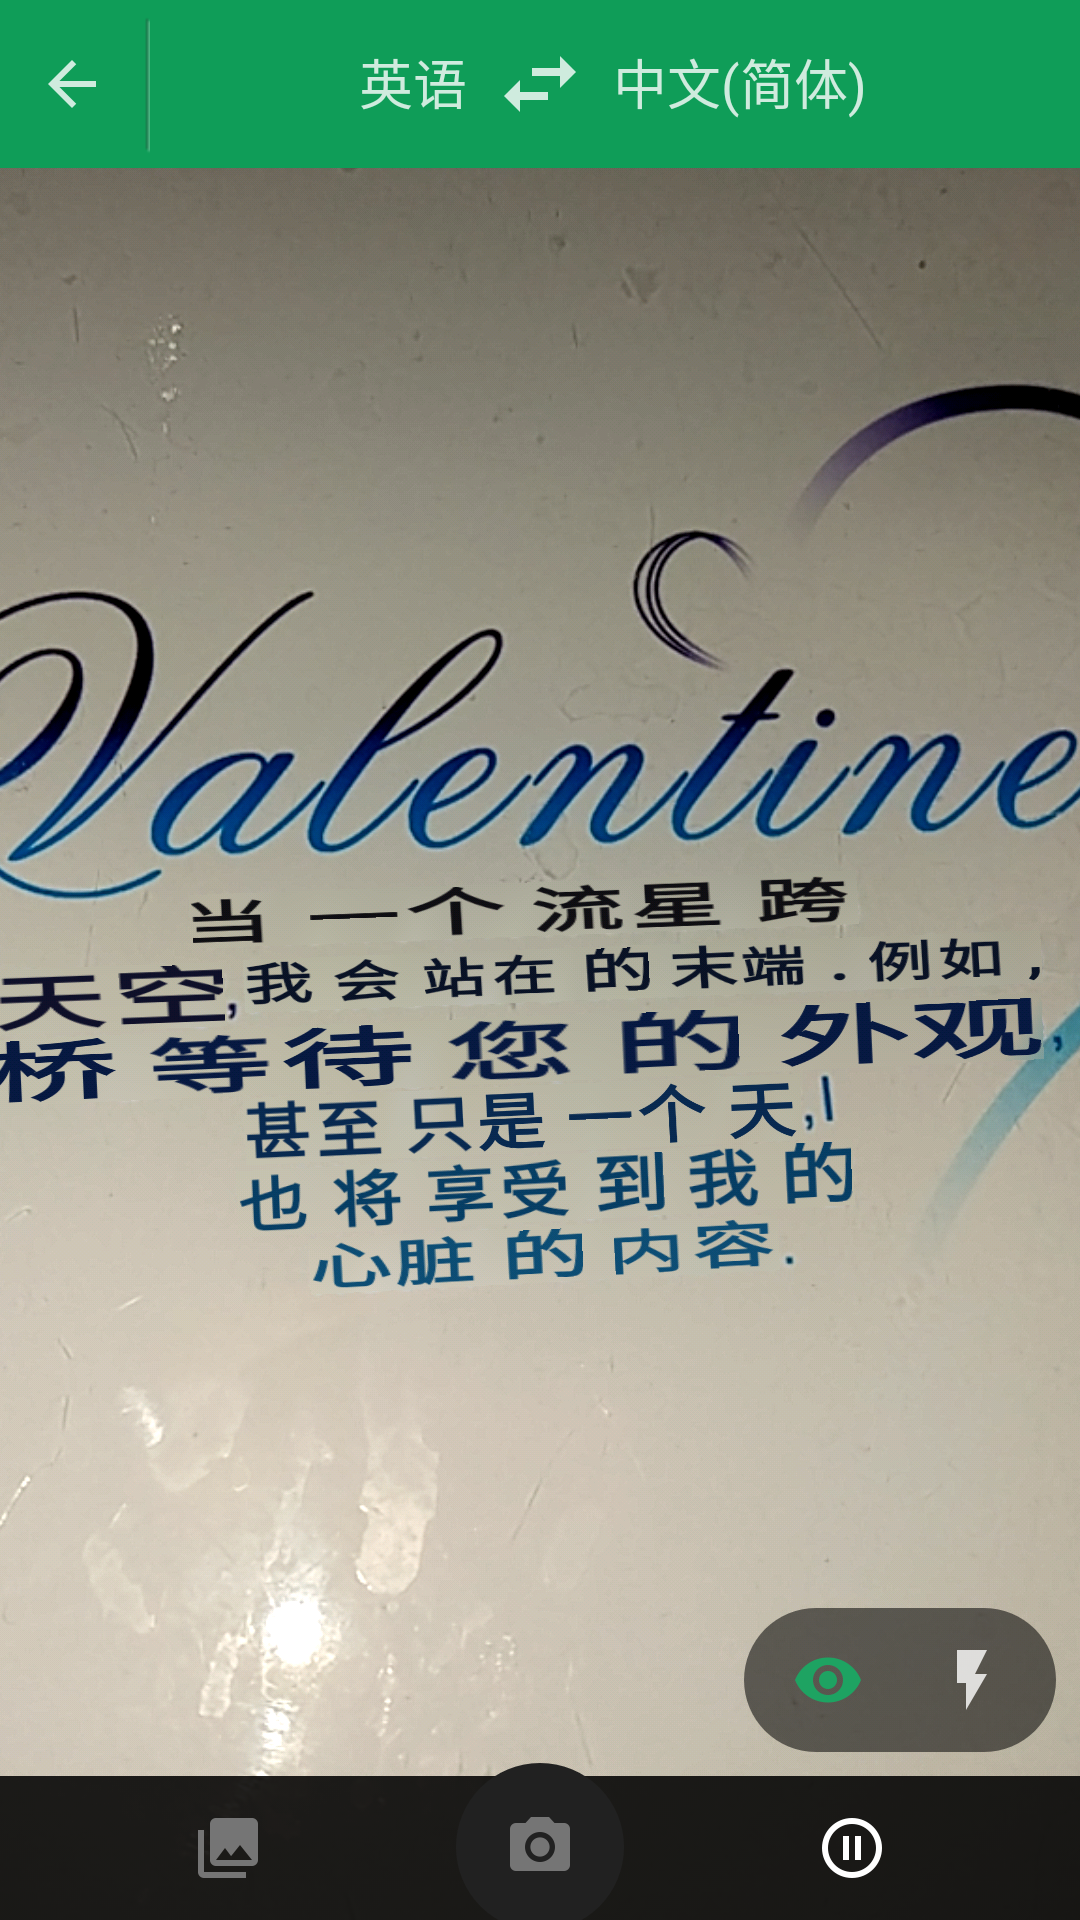 英语 中文(简体)
Valentine
当 一个 流星 跨
天空,我 会 站在 的 末端 . 例如 ,
桥 等待 您 的 外观,
甚至 只是 一个 天,I
也 将 享受 到 我 的
心脏 的 内容.